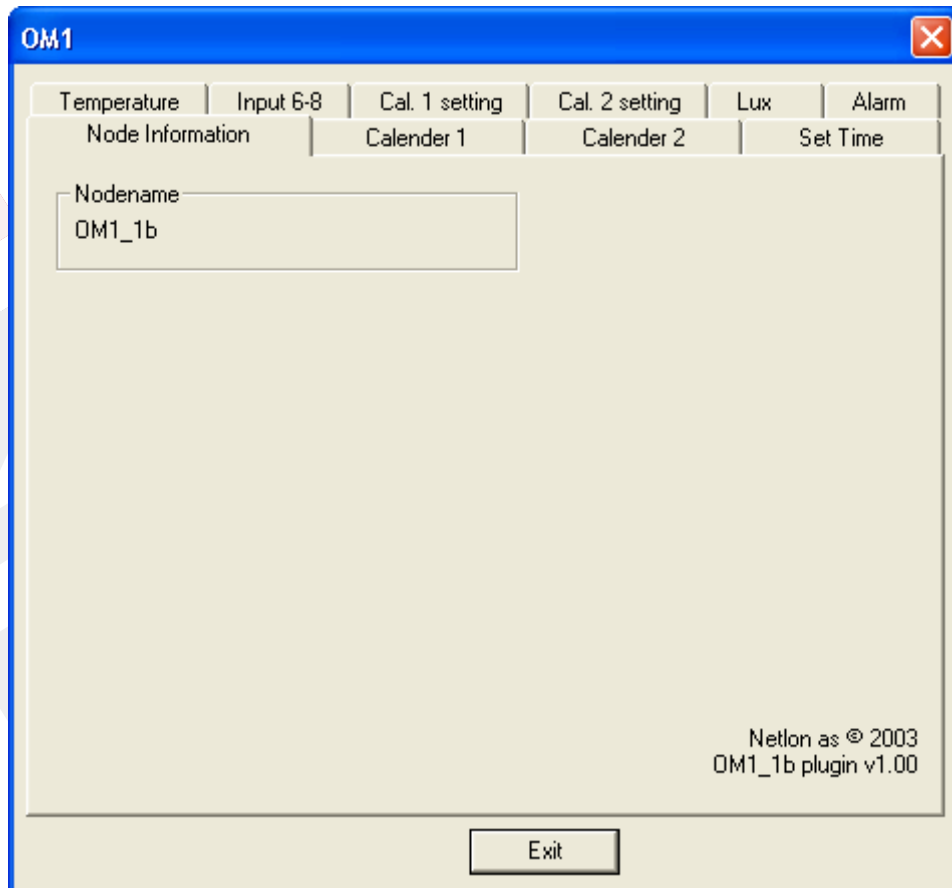 OM1
Temperature Input 6-8 Cal. 1 setting Cal. 2 setting Lux Alarm
Node Information Calender 1 Calender 2 Set Time
Nodename
OM1_1b
Netlon as © 2003
OM1_1b plugin v1.00
Exit